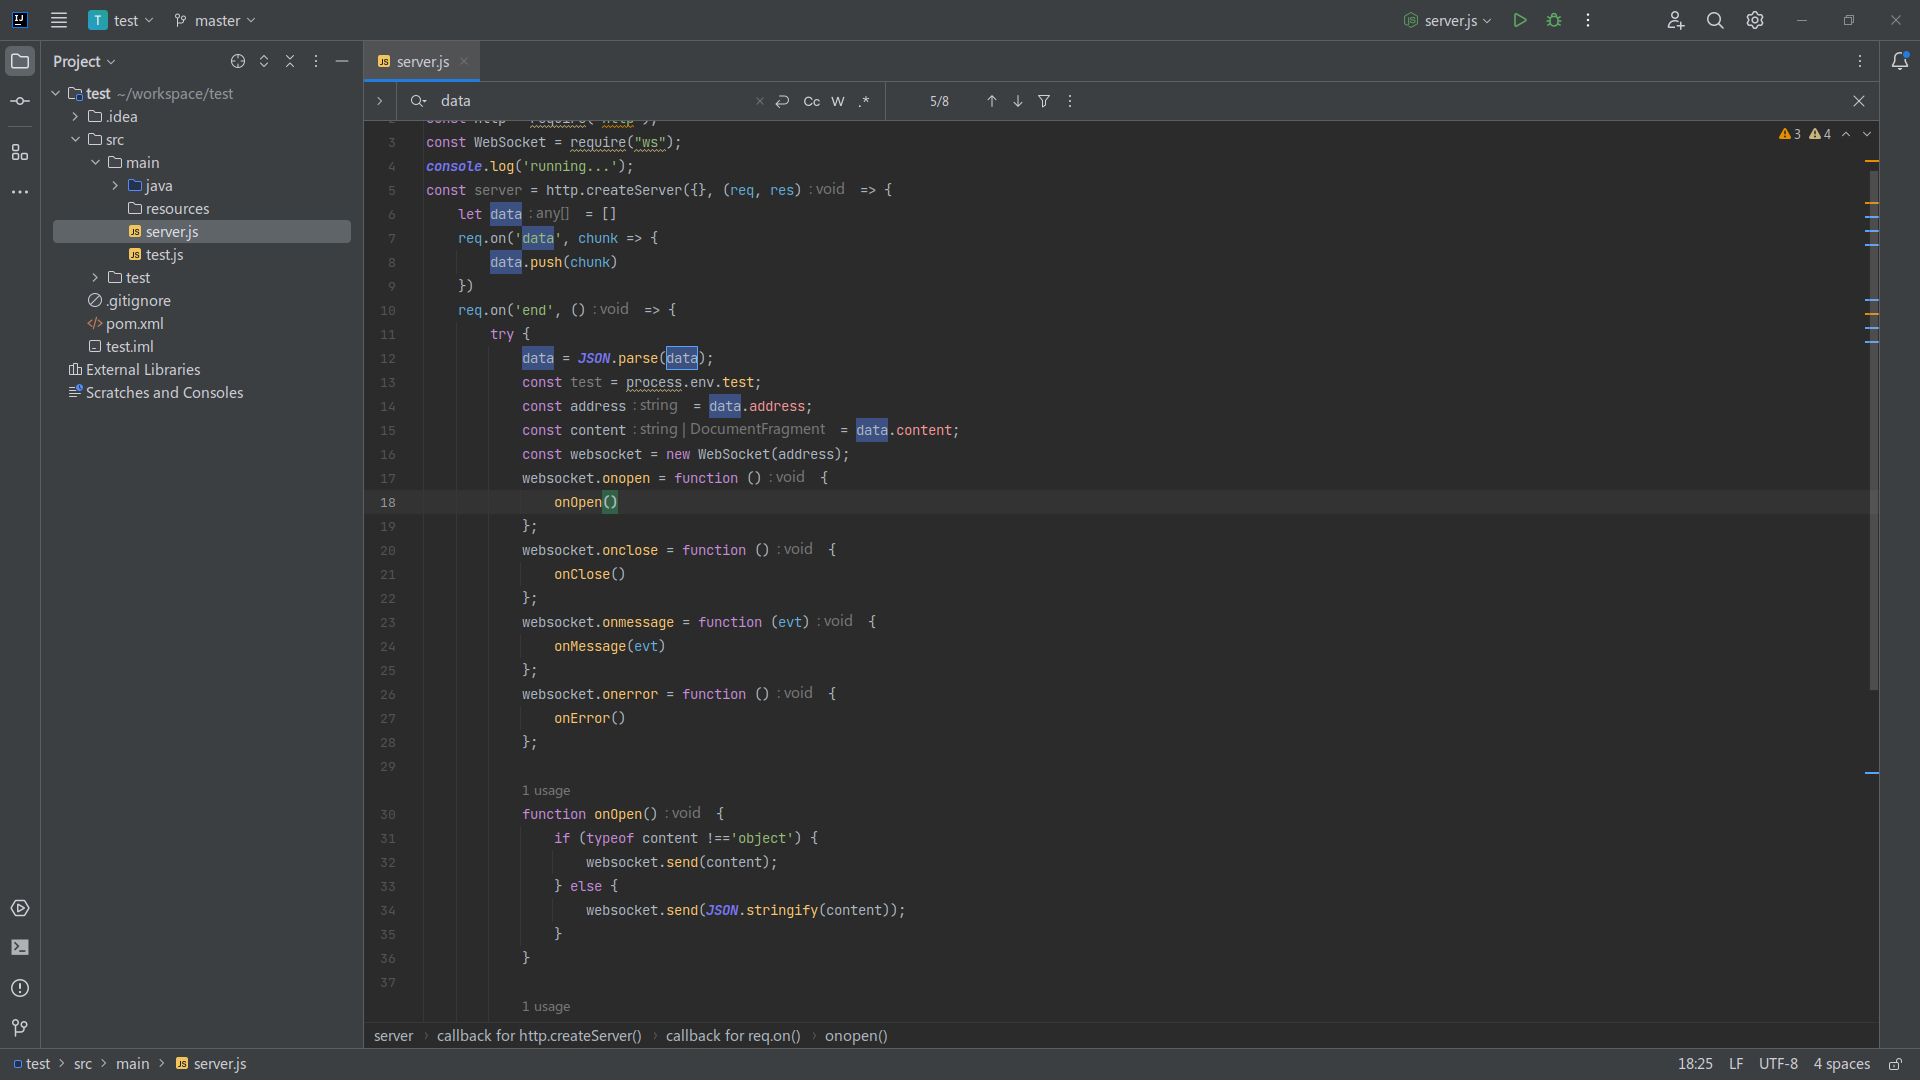 T test master server.js
Project
server.js
data Cc W .* 5/8
test ~/workspace/test
.idea
src
main
java
resources
server.js
test.js
test
.gitignore
pom.xml
test.iml
External Libraries
Scratches and Consoles
3 4
2 const http = require("http");
3 const WebSocket = require("ws");
4 console.log('running...');
5 const server = http.createServer({}, (req, res) : void => {
6 let data : any[] = []
7 req.on('data', chunk => {
8 data.push(chunk)
9 })
10 req.on('end', () : void => {
11 try {
12 data = JSON.parse(data);
13 const test = process.env.test;
14 const address : string = data.address;
15 const content : string | DocumentFragment = data.content;
16 const websocket = new WebSocket(address);
17 websocket.onopen = function () : void {
18 onOpen()
19 };
20 websocket.onclose = function () : void {
21 onClose()
22 };
23 websocket.onmessage = function (evt) : void {
24 onMessage(evt)
25 };
26 websocket.onerror = function () : void {
27 onError()
28 };
29
1 usage
30 function onOpen() : void {
31 if (typeof content !=='object') {
32 websocket.send(content);
33 } else {
34 websocket.send(JSON.stringify(content));
35 }
36 }
37
1 usage
server > callback for http.createServer() > callback for req.on() > onopen()
test > src > main > server.js 18:25 LF UTF-8 4 spaces